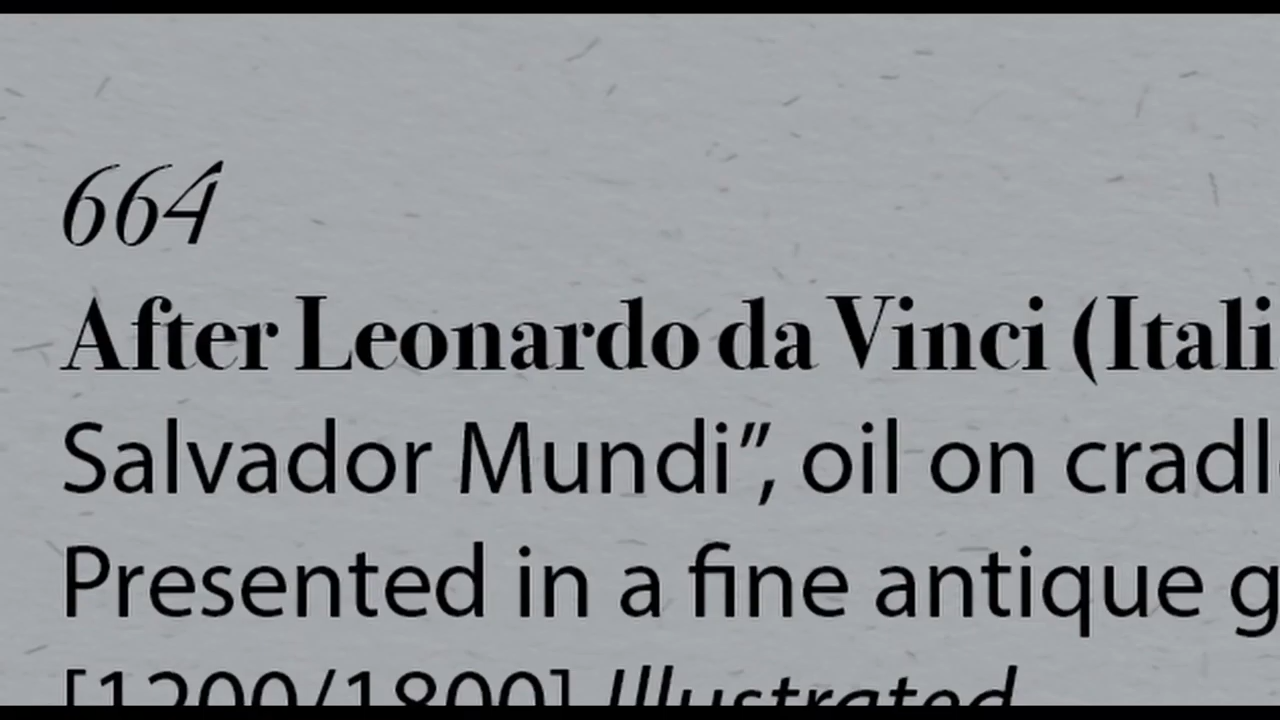 664
After Leonardo da Vinci (Itali
Salvador Mundi”, oil on cradl
Presented in a fine antique g
[1200/1800] Illustrated